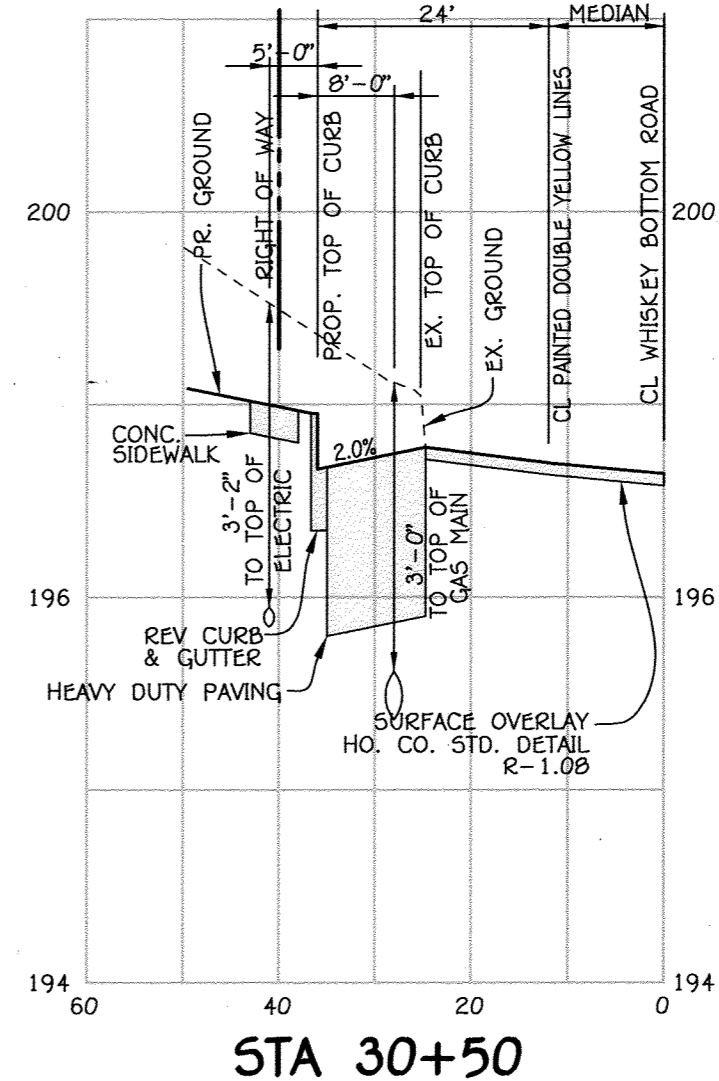 24'
MEDIAN
5'-0"
8'-0"
PR. GROUND
RIGHT OF WAY
PROP. TOP OF CURB
EX. TOP OF CURB
EX. GROUND
CL PAINTED DOUBLE YELLOW LINES
CL WHISKEY BOTTOM ROAD
200
200
CONC.
SIDEWALK
2.0%
3'-2"
TO TOP OF
ELECTRIC
3'-0"
TO TOP OF
GAS MAIN
196
196
REV CURB
& GUTTER
HEAVY DUTY PAVING
SURFACE OVERLAY
HO. CO. STD. DETAIL
R-1.08
194
194
60
40
20
0
STA 30+50